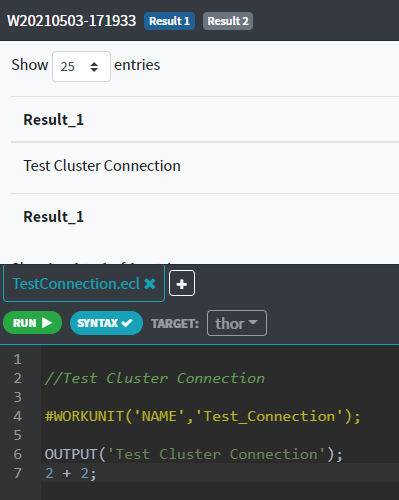 W20210503-171933 Result 1 Result 2
Show 25 entries
Result_1
Test Cluster Connection
Result_1
TestConnection.ecl
RUN SYNTAX TARGET: thor
1
2 //Test Cluster Connection
3
4 #WORKUNIT('NAME','Test_Connection');
5
6 OUTPUT('Test Cluster Connection');
7 2 + 2;